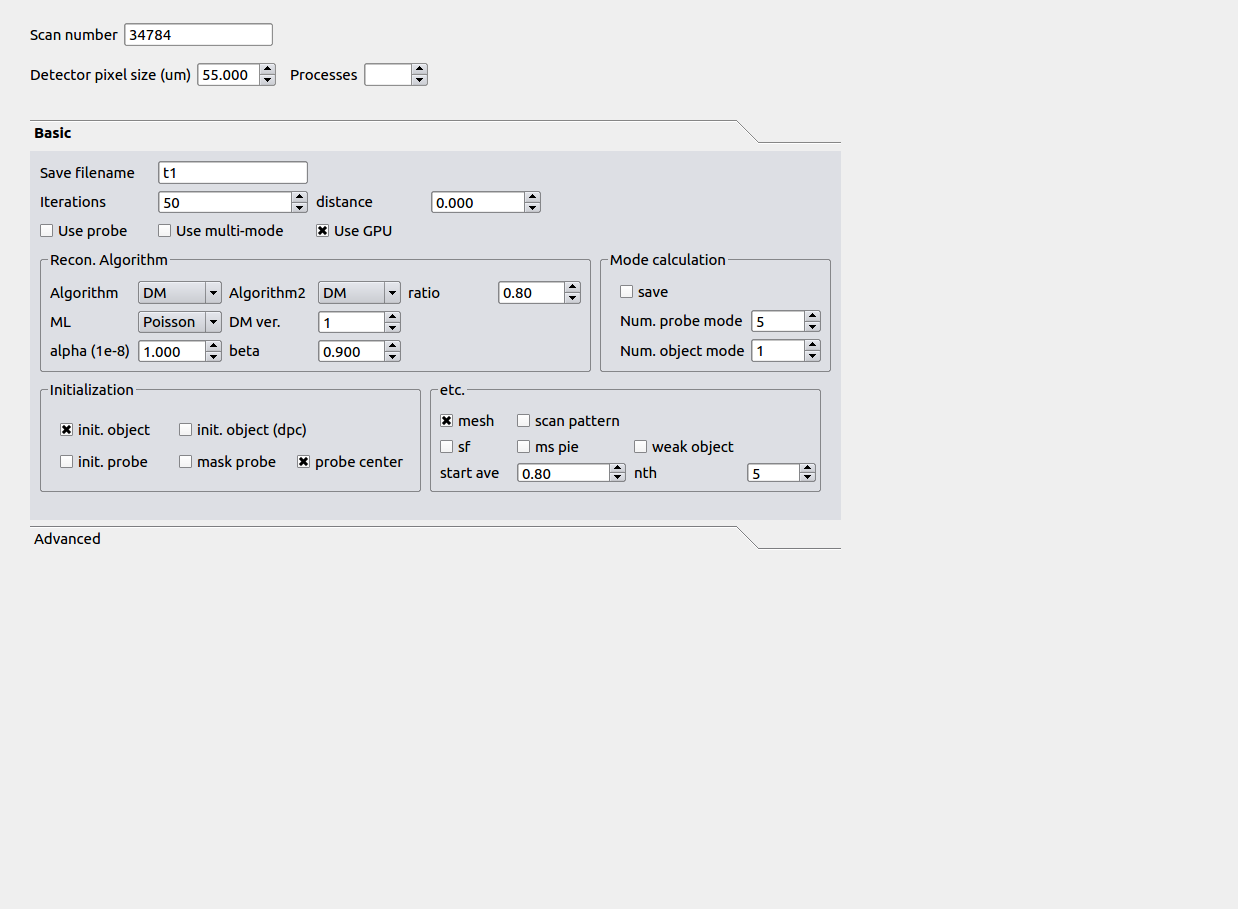 Scan number 34784
Detector pixel size (um) 55.000 Processes
Basic
Save filename t1
Iterations 50 distance 0.000
Use probe Use multi-mode Use GPU
Recon. Algorithm Mode calculation
Algorithm DM Algorithm2 DM ratio 0.80 save
ML Poisson DM ver. 1 Num. probe mode 5
alpha (1e-8) 1.000 beta 0.900 Num. object mode 1
Initialization etc.
mesh scan pattern
init. object init. object (dpc)
sf ms pie weak object
init. probe mask probe probe center
start ave 0.80 nth 5
Advanced